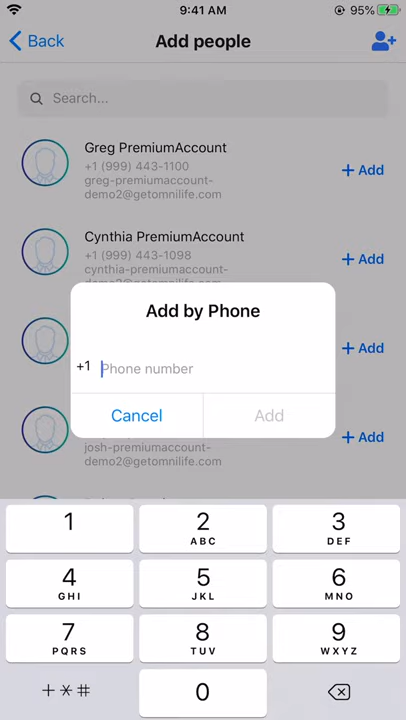 9:41 AM
95%
Back
Add people
Search...
Greg PremiumAccount
+1 (999) 443-1100
greg-premiumaccount-
demo2@getomnilife.com
+ Add
Cynthia PremiumAccount
+1 (999) 443-1098
cynthia-premiumaccount-
+ Add
Add by Phone
+1 Phone number
+ Add
Cancel
Add
josh-premiumaccount-
demo2@getomnilife.com
+ Add
1
2
ABC
3
DEF
4
GHI
5
JKL
6
MNO
7
PQRS
8
TUV
9
WXYZ
+*#
0